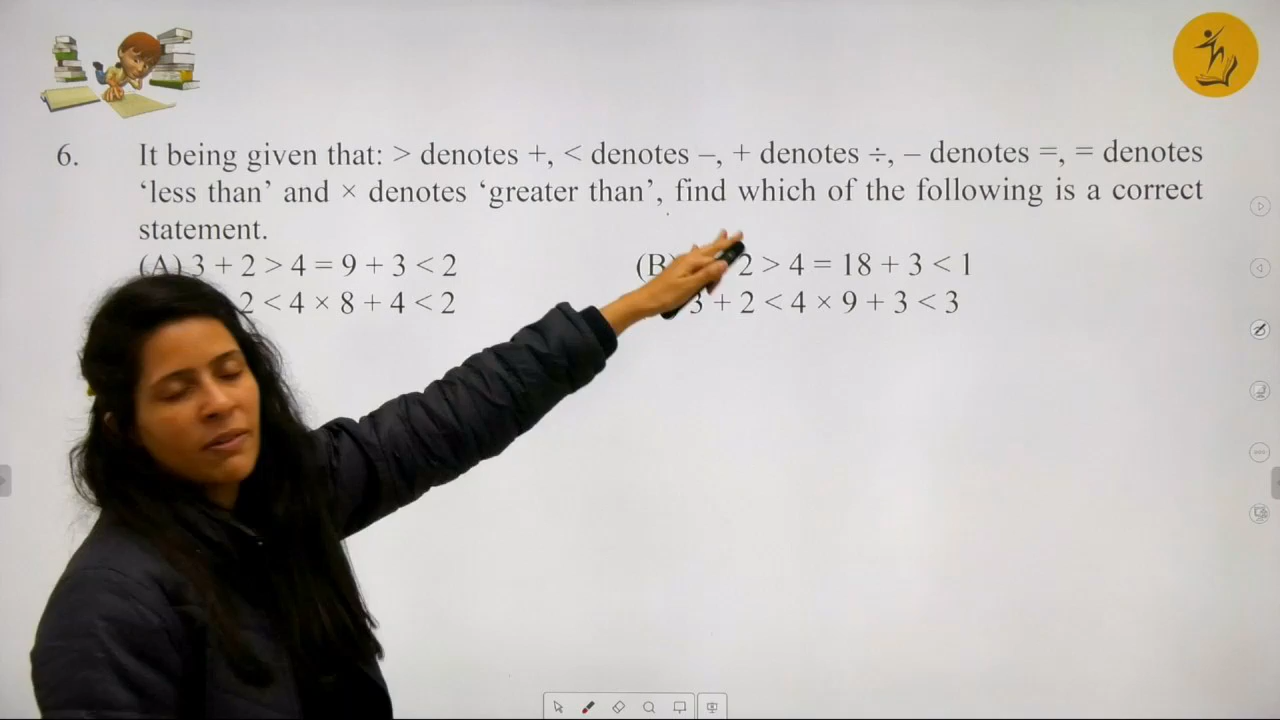 6. It being given that: > denotes +, < denotes –, + denotes ÷, – denotes =, = denotes
‘less than’ and × denotes ‘greater than’, find which of the following is a correct
statement.
(A) 3 + 2 > 4 = 9 + 3 < 2 (B) 2 > 4 = 18 + 3 < 1
2 < 4 × 8 + 4 < 2 3 + 2 < 4 × 9 + 3 < 3